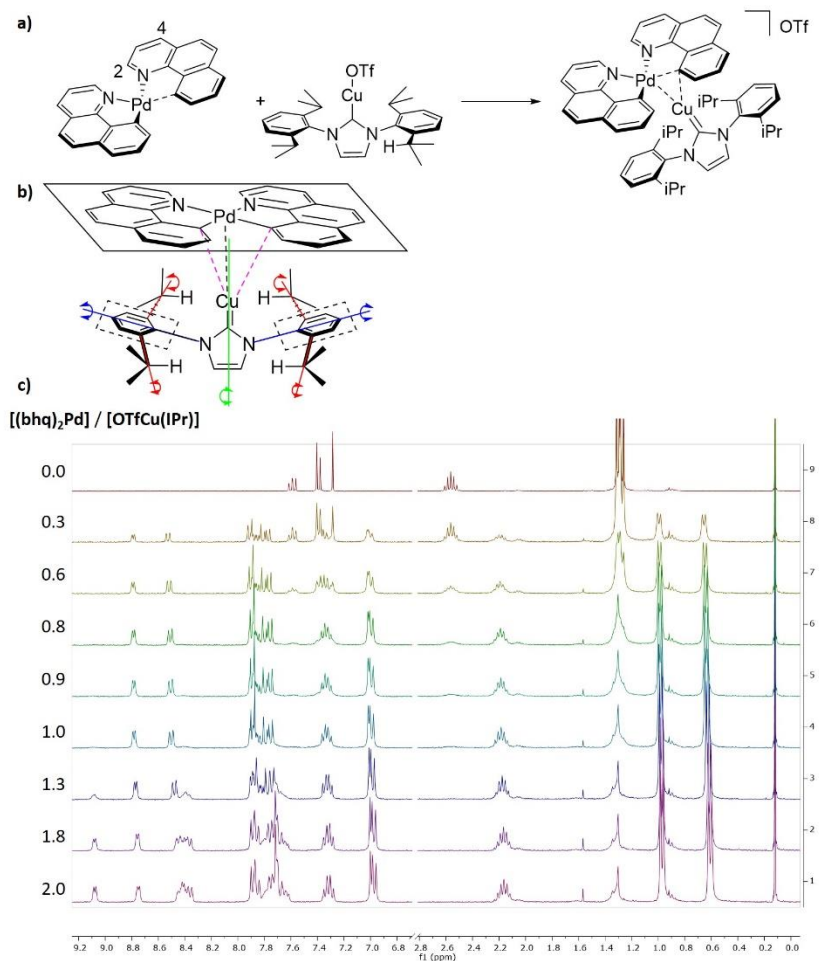 a)
4
2
N
N
Pd
+
OTf
Cu
N
N
H
OTf
N
N
Pd
Cu
iPr
iPr
N
N
iPr
iPr
b)
N
Pd
N
H
Cu
H
N
N
H
H
c)
[(bhq)₂Pd] / [OTfCu(IPr)]
0.0
9
0.3
8
0.6
7
0.8
6
0.9
5
1.0
4
1.3
3
1.8
2
2.0
1
9.2 9.0 8.8 8.6 8.4 8.2 8.0 7.8 7.6 7.4 7.2 7.0 6.8 2.8 2.6 2.4 2.2 2.0 1.8 1.6 1.4 1.2 1.0 0.8 0.6 0.4 0.2 0.0
f1 (ppm)